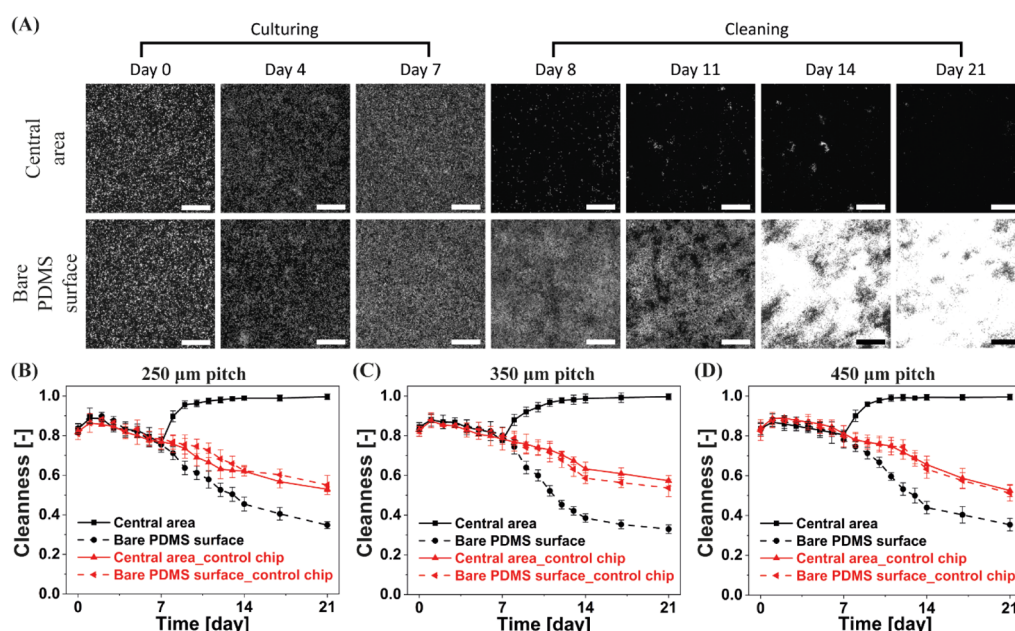 (A)
Culturing
Cleaning
Day 0
Day 4
Day 7
Day 8
Day 11
Day 14
Day 21
Central
area
Bare
PDMS
surface
(B)
250 µm pitch
Cleanness [-]
1.0
0.8
0.6
0.4
0.2
0.0
Central area
Bare PDMS surface
Central area_control chip
Bare PDMS surface_control chip
0
7
14
21
Time [day]
(C)
350 µm pitch
Cleanness [-]
1.0
0.8
0.6
0.4
0.2
0.0
Central area
Bare PDMS surface
Central area_control chip
Bare PDMS surface_control chip
0
7
14
21
Time [day]
(D)
450 µm pitch
Cleanness [-]
1.0
0.8
0.6
0.4
0.2
0.0
Central area
Bare PDMS surface
Central area_control chip
Bare PDMS surface_control chip
0
7
14
21
Time [day]